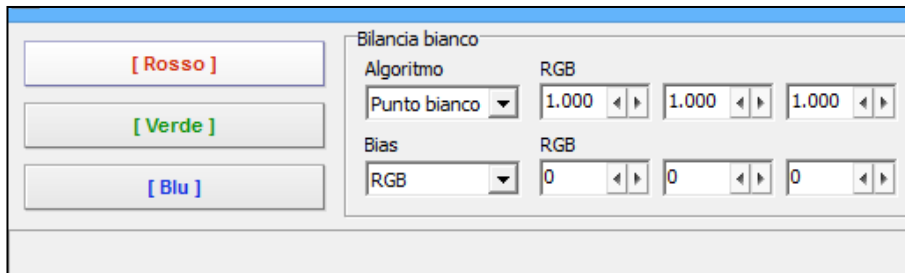 [ Rosso ]
[ Verde ]
[ Blu ]
Bilancia bianco
Algoritmo RGB
Punto bianco 1.000 1.000 1.000
Bias RGB
RGB 0 0 0